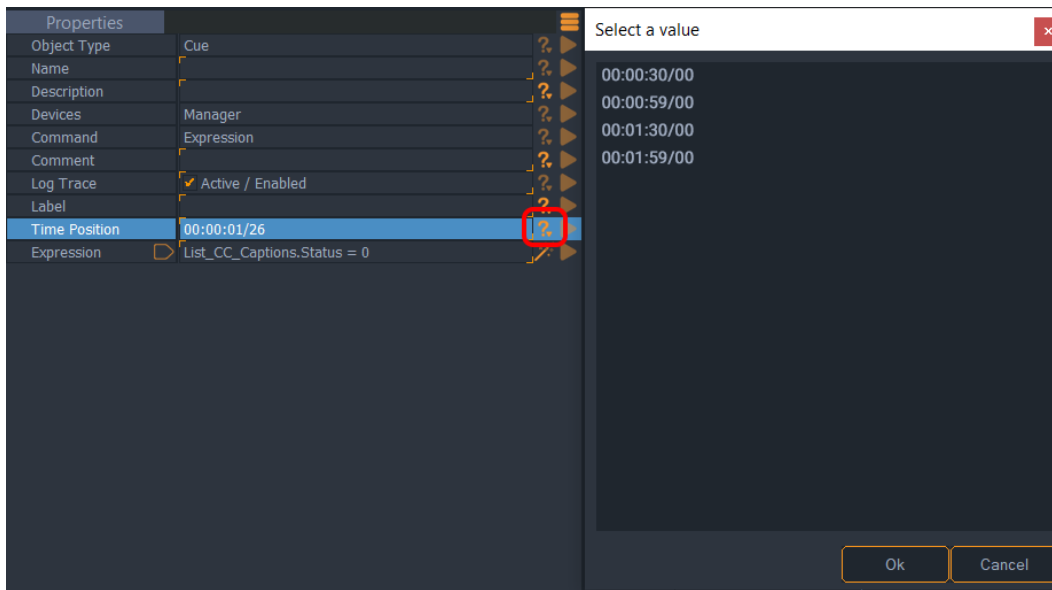 Properties
Object Type Cue
Name
Description
Devices Manager
Command Expression
Comment
Log Trace Active / Enabled
Label
Time Position 00:00:01/26
Expression List_CC_Captions.Status = 0
Select a value
00:00:30/00
00:00:59/00
00:01:30/00
00:01:59/00
Ok Cancel